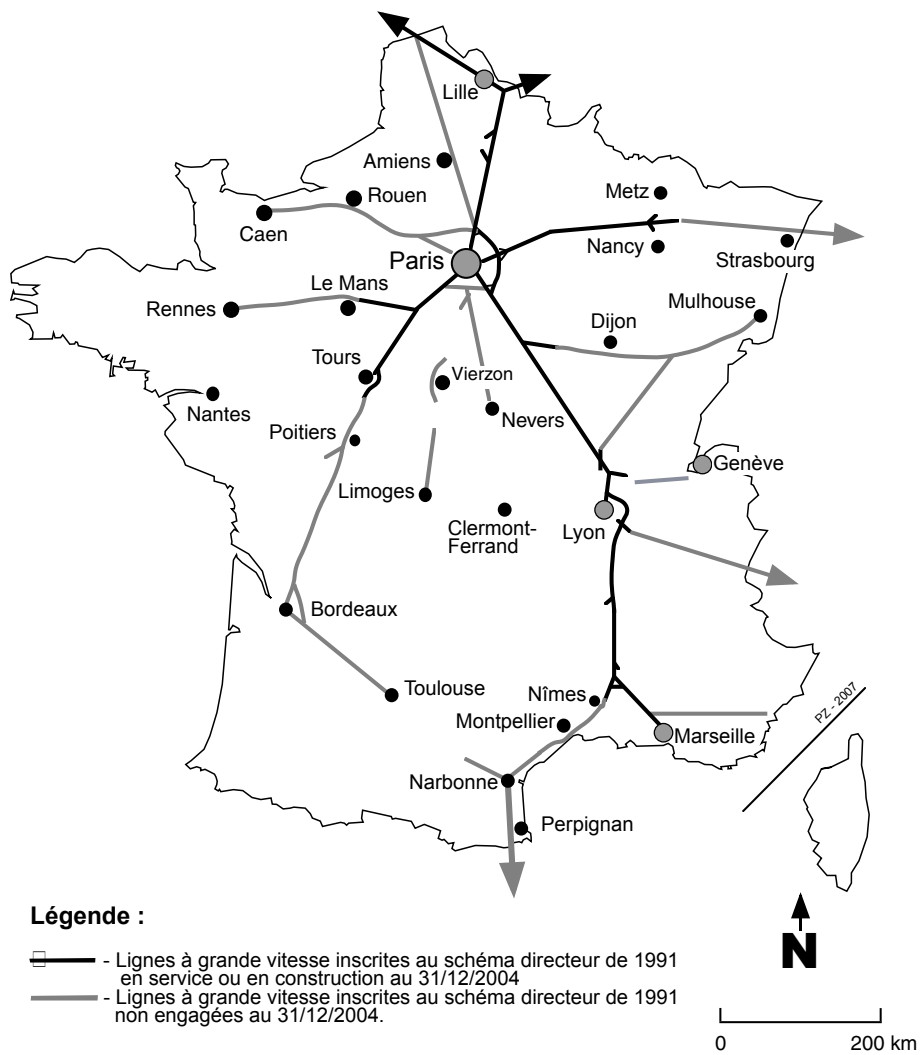 Lille
Amiens
Rouen
Metz
Caen
Nancy
Strasbourg
Paris
Le Mans
Rennes
Mulhouse
Dijon
Tours
Vierzon
Nantes
Nevers
Poitiers
Genève
Limoges
Clermont-
Ferrand
Lyon
Bordeaux
Toulouse
Nîmes
Montpellier
Marseille
PZ - 2007
Narbonne
Perpignan
Légende :
- Lignes à grande vitesse inscrites au schéma directeur de 1991
en service ou en construction au 31/12/2004
- Lignes à grande vitesse inscrites au schéma directeur de 1991
non engagées au 31/12/2004.
N
0 200 km